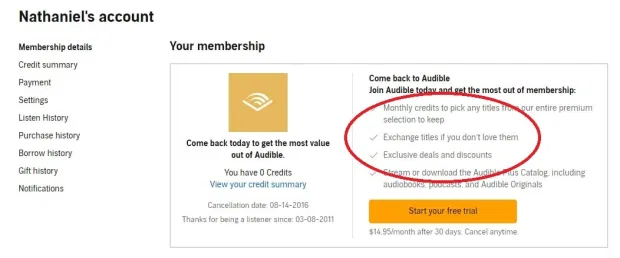 Nathaniel's account
Membership details
Credit summary
Payment
Settings
Listen History
Purchase history
Borrow history
Gift history
Notifications
Your membership
Come back today to get the most value
out of Audible.
You have 0 Credits
View your credit summary
Cancellation date: 08-14-2016
Thanks for being a listener since: 03-08-2011
Come back to Audible
Join Audible today and get the most out of membership:
Monthly credits to pick any titles from our entire premium
selection to keep
Exchange titles if you don't love them
Exclusive deals and discounts
Stream or download the Audible Plus Catalog, including
audiobooks, podcasts, and Audible Originals
Start your free trial
$14.95/month after 30 days. Cancel anytime.